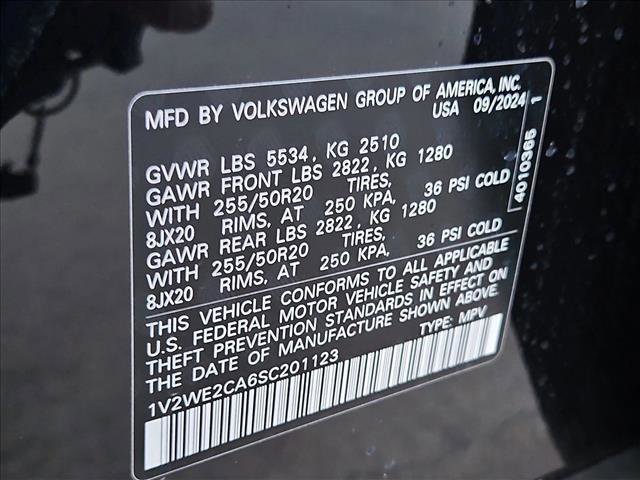 MFD BY VOLKSWAGEN GROUP OF AMERICA, INC.
USA 09/2024
GVWR LBS 5534, KG 2510
GAWR FRONT LBS 2822, KG 1280
WITH 255/50R20 TIRES,
8JX20 RIMS, AT 250 KPA, 36 PSI COLD
GAWR REAR LBS 2822, KG 1280
WITH 255/50R20 TIRES,
8JX20 RIMS, AT 250 KPA, 36 PSI COLD
THIS VEHICLE CONFORMS TO ALL APPLICABLE
U.S. FEDERAL MOTOR VEHICLE SAFETY AND
THEFT PREVENTION STANDARDS IN EFFECT ON
THE DATE OF MANUFACTURE SHOWN ABOVE.
1V2WE2CA6SC201123 TYPE: MPV
4010365 1